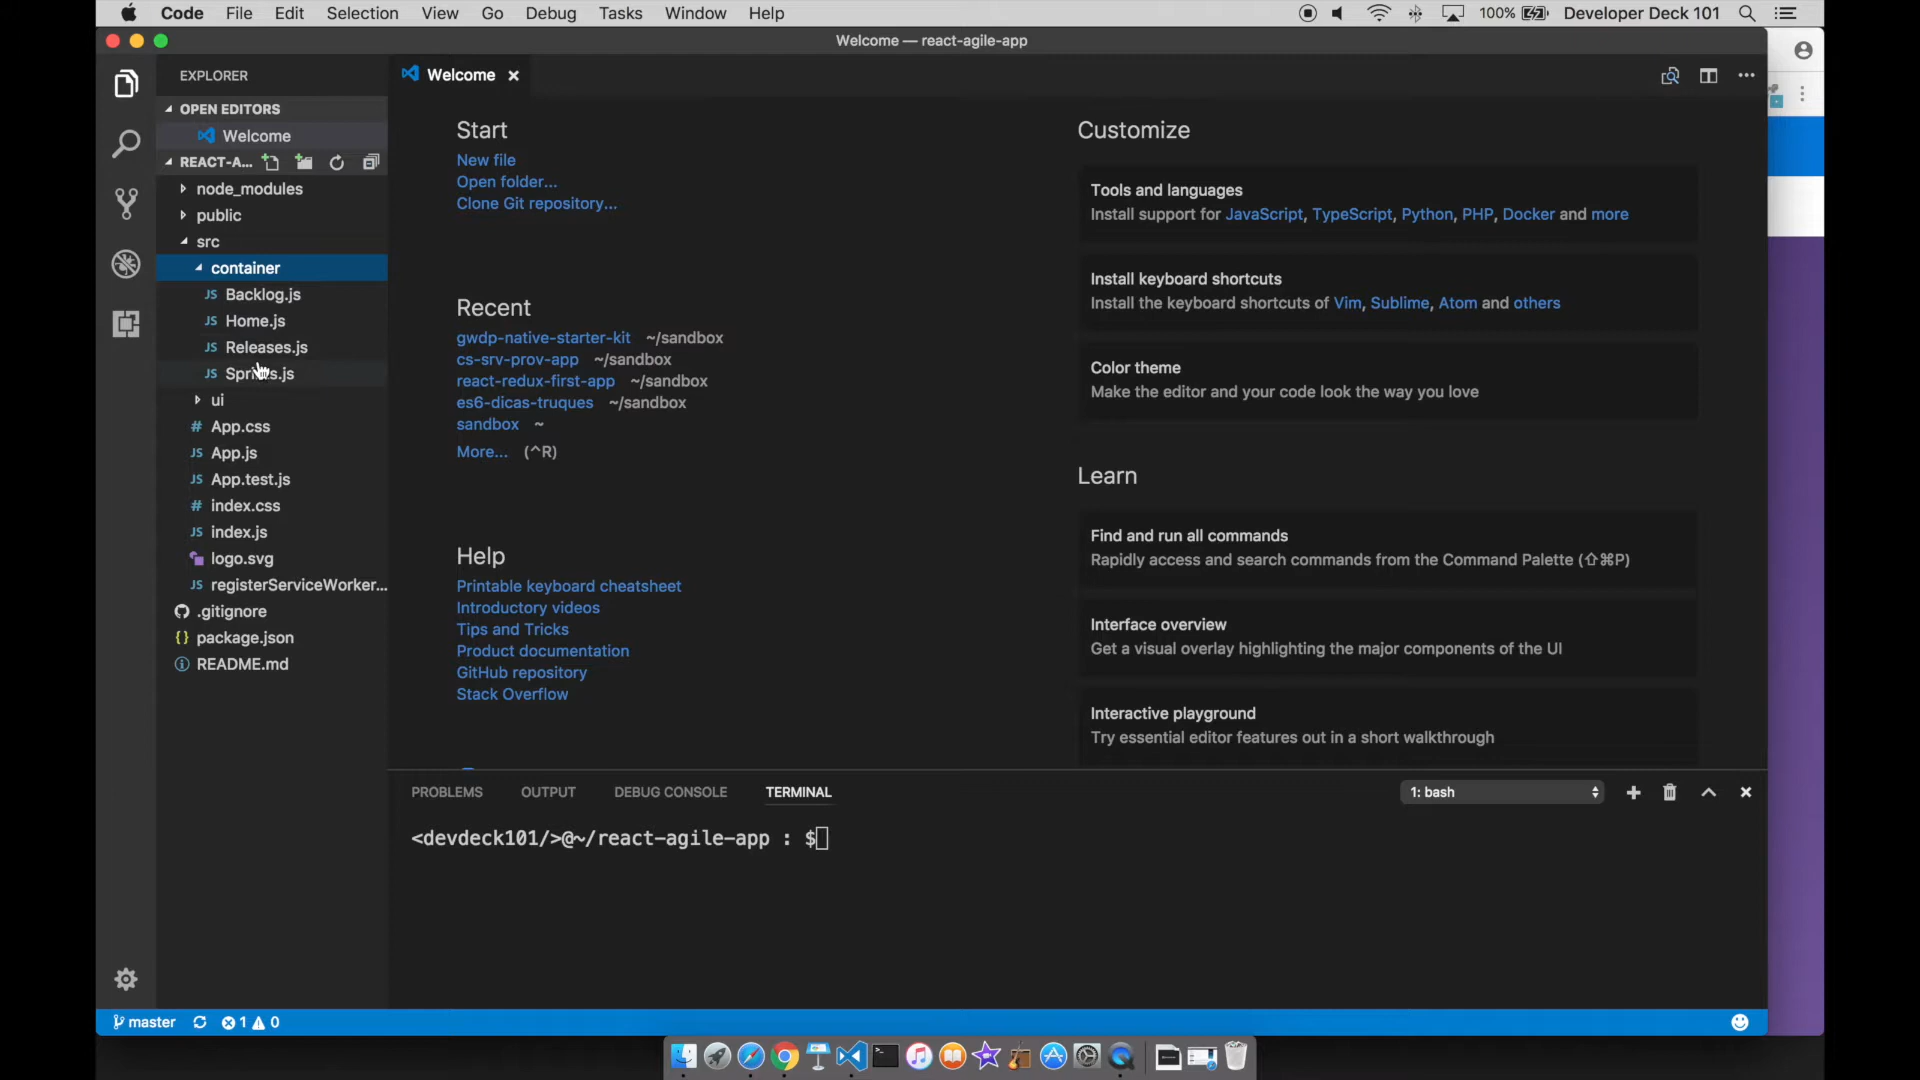 Code File Edit Selection View Go Debug Tasks Window Help 100% Developer Deck 101
Welcome — react-agile-app
EXPLORER
Welcome
OPEN EDITORS
Welcome
REACT-A...
node_modules
public
src
container
Backlog.js
Home.js
Releases.js
ui
App.css
App.js
App.test.js
index.css
index.js
logo.svg
registerServiceWorker...
.gitignore
package.json
README.md
Start
New file
Open folder...
Clone Git repository...
Recent
gwdp-native-starter-kit ~/sandbox
cs-srv-prov-app ~/sandbox
react-redux-first-app ~/sandbox
es6-dicas-truques ~/sandbox
sandbox ~
More... (^R)
Help
Printable keyboard cheatsheet
Introductory videos
Tips and Tricks
Product documentation
GitHub repository
Stack Overflow
Customize
Tools and languages
Install support for JavaScript, TypeScript, Python, PHP, Docker and more
Install keyboard shortcuts
Install the keyboard shortcuts of Vim, Sublime, Atom and others
Color theme
Make the editor and your code look the way you love
Learn
Find and run all commands
Rapidly access and search commands from the Command Palette (⇧⌘P)
Interface overview
Get a visual overlay highlighting the major components of the UI
Interactive playground
Try essential editor features out in a short walkthrough
PROBLEMS OUTPUT DEBUG CONSOLE TERMINAL 1: bash
<devdeck101/>@~/react-agile-app : $
master 1 0